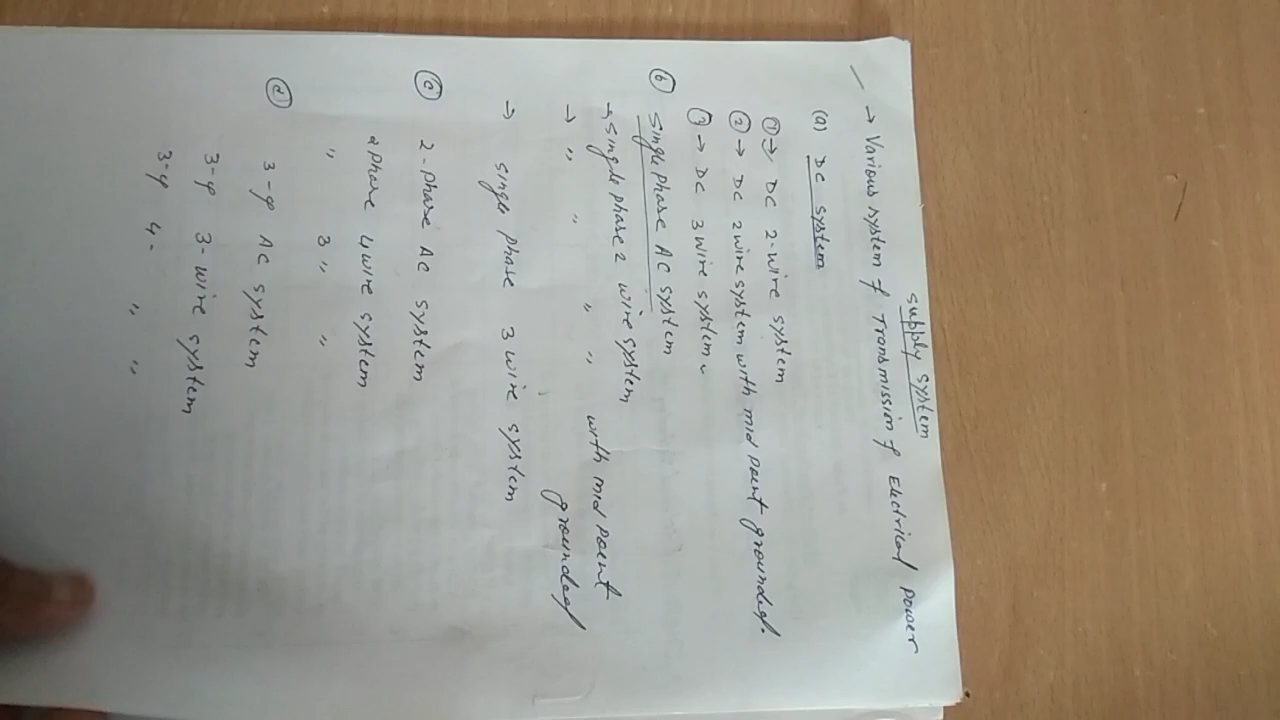 supply system
→ Various system of Transmission of Electrical power
(a) DC system
① → DC 2-wire system
② → DC 2 wire system with mid point grounded.
③ → DC 3 wire system
ⓑ Single phase AC system
→ Single phase 2 wire system
→ " " " " with mid point
grounded
→ single phase 3 wire system
ⓒ 2-phase AC system
2 phase 4 wire system
" 3 " "
ⓓ 3-φ AC system
3-φ 3-wire system
3-φ 4- " "